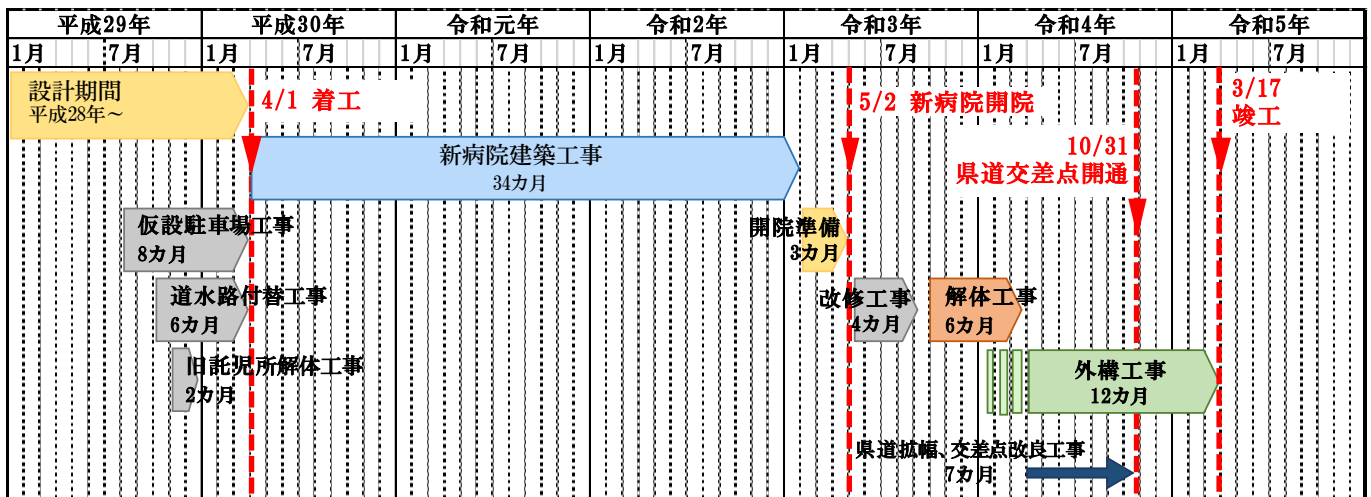 平成29年 平成30年 令和元年 令和2年 令和3年 令和4年 令和5年
1月 7月 1月 7月 1月 7月 1月 7月 1月 7月 1月 7月 1月 7月
設計期間
平成28年～
4/1 着工
5/2 新病院開院
3/17
竣工
10/31
県道交差点開通
新病院建築工事
34カ月
仮設駐車場工事
8カ月
開院準備
3カ月
道水路付替工事
6カ月
改修工事
4カ月
解体工事
6カ月
旧託児所解体工事
2カ月
外構工事
12カ月
県道拡幅、交差点改良工事
7カ月